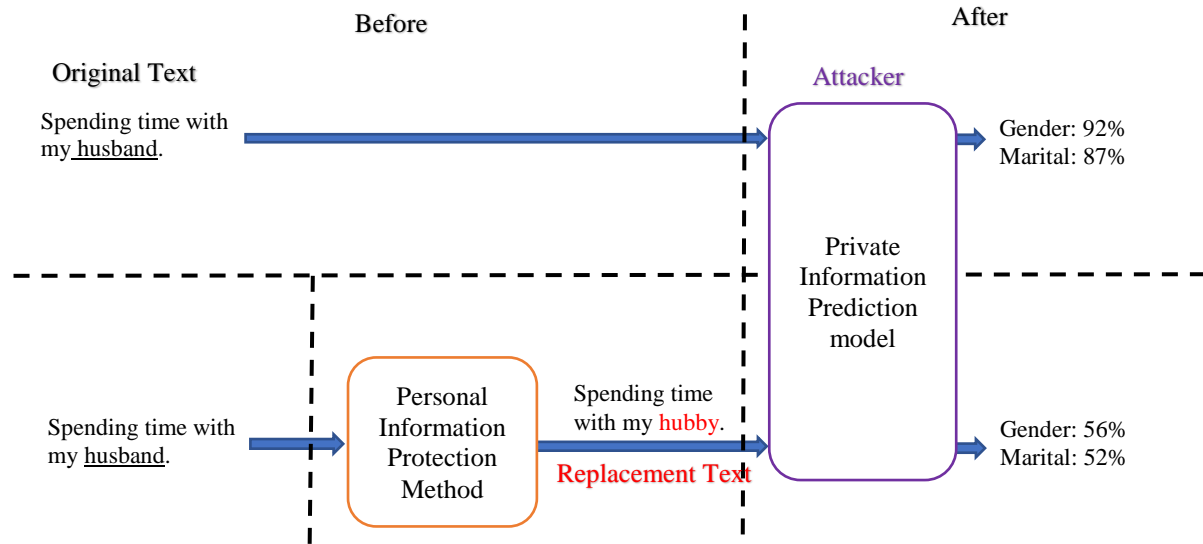 Before
After
Original Text
Attacker
Spending time with
my husband.
Gender: 92%
Marital: 87%
Private
Information
Prediction
model
Spending time with
my husband.
Personal
Information
Protection
Method
Spending time
with my hubby.
Replacement Text
Gender: 56%
Marital: 52%